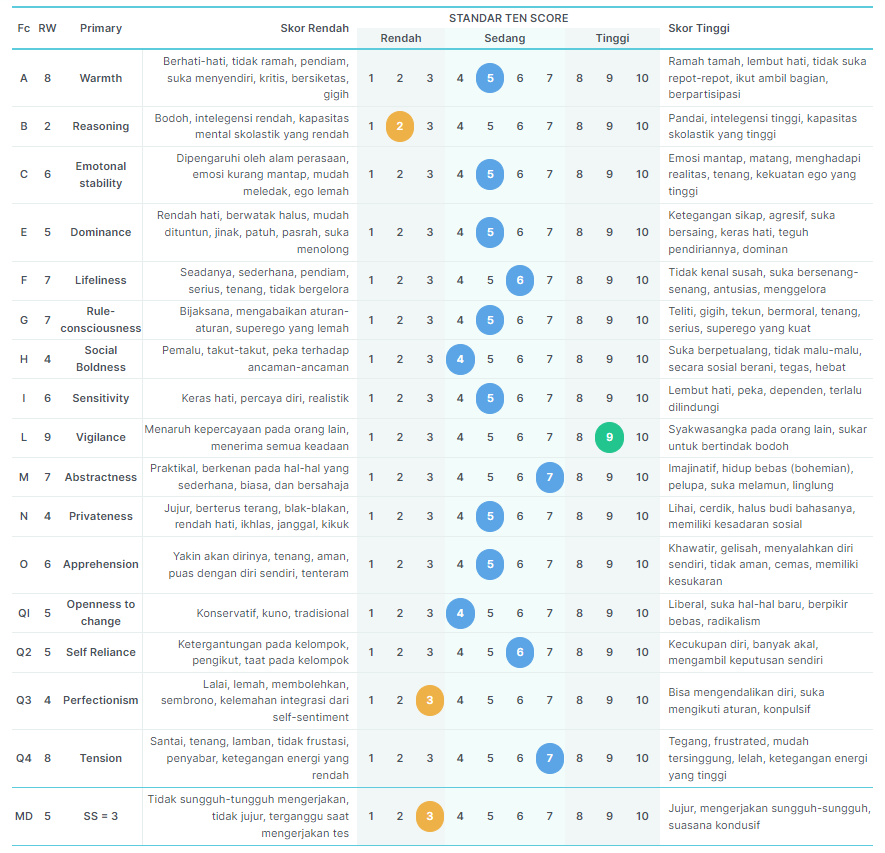 STANDAR TEN SCORE
Fc RW Primary Skor Rendah Rendah Sedang Tinggi Skor Tinggi
A 8 Warmth Berhati-hati, tidak ramah, pendiam, suka menyendiri, kritis, bersiketas, gigih 1 2 3 4 5 6 7 8 9 10 Ramah tamah, lembut hati, tidak suka repot-repot, ikut ambil bagian, berpartisipasi
B 2 Reasoning Bodoh, intelegensi rendah, kapasitas mental skolastik yang rendah 1 2 3 4 5 6 7 8 9 10 Pandai, intelegensi tinggi, kapasitas skolastik yang tinggi
C 6 Emotonal stability Dipengaruhi oleh alam perasaan, emosi kurang mantap, mudah meledak, ego lemah 1 2 3 4 5 6 7 8 9 10 Emosi mantap, matang, menghadapi realitas, tenang, kekuatan ego yang tinggi
E 5 Dominance Rendah hati, berwatak halus, mudah dituntun, jinak, patuh, pasrah, suka menolong 1 2 3 4 5 6 7 8 9 10 Ketegangan sikap, agresif, suka bersaing, keras hati, teguh pendiriannya, dominan
F 7 Lifeliness Seadanya, sederhana, pendiam, serius, tenang, tidak bergelora 1 2 3 4 5 6 7 8 9 10 Tidak kenal susah, suka bersenang-senang, antusias, menggelora
G 7 Rule-consciousness Bijaksana, mengabaikan aturan-aturan, superego yang lemah 1 2 3 4 5 6 7 8 9 10 Teliti, gigih, tekun, bermoral, tenang, serius, superego yang kuat
H 4 Social Boldness Pemalu, takut-takut, peka terhadap ancaman-ancaman 1 2 3 4 5 6 7 8 9 10 Suka berpetualang, tidak malu-malu, secara sosial berani, tegas, hebat
I 6 Sensitivity Keras hati, percaya diri, realistik 1 2 3 4 5 6 7 8 9 10 Lembut hati, peka, dependen, terlalu dilindungi
L 9 Vigilance Menaruh kepercayaan pada orang lain, menerima semua keadaan 1 2 3 4 5 6 7 8 9 10 Syakwasangka pada orang lain, sukar untuk bertindak bodoh
M 7 Abstractness Praktikal, berkenan pada hal-hal yang sederhana, biasa, dan bersahaja 1 2 3 4 5 6 7 8 9 10 Imajinatif, hidup bebas (bohemian), pelupa, suka melamun, linglung
N 4 Privateness Jujur, berterus terang, blak-blakan, rendah hati, ikhlas, janggal, kikuk 1 2 3 4 5 6 7 8 9 10 Lihai, cerdik, halus budi bahasanya, memiliki kesadaran sosial
O 6 Apprehension Yakin akan dirinya, tenang, aman, puas dengan diri sendiri, tenteram 1 2 3 4 5 6 7 8 9 10 Khawatir, gelisah, menyalahkan diri sendiri, tidak aman, cemas, memiliki kesukaran
QI 5 Openness to change Konservatif, kuno, tradisional 1 2 3 4 5 6 7 8 9 10 Liberal, suka hal-hal baru, berpikir bebas, radikalism
Q2 5 Self Reliance Ketergantungan pada kelompok, pengikut, taat pada kelompok 1 2 3 4 5 6 7 8 9 10 Kecukupan diri, banyak akal, mengambil keputusan sendiri
Q3 4 Perfectionism Lalai, lemah, membolehkan, sembrono, kelemahan integrasi dari self-sentiment 1 2 3 4 5 6 7 8 9 10 Bisa mengendalikan diri, suka mengikuti aturan, konpulsif
Q4 8 Tension Santai, tenang, lamban, tidak frustasi, penyabar, ketegangan energi yang rendah 1 2 3 4 5 6 7 8 9 10 Tegang, frustrated, mudah tersinggung, lelah, ketegangan energi yang tinggi
MD 5 SS = 3 Tidak sungguh-tungguh mengerjakan, tidak jujur, terganggu saat mengerjakan tes 1 2 3 4 5 6 7 8 9 10 Jujur, mengerjakan sungguh-sungguh, suasana kondusif